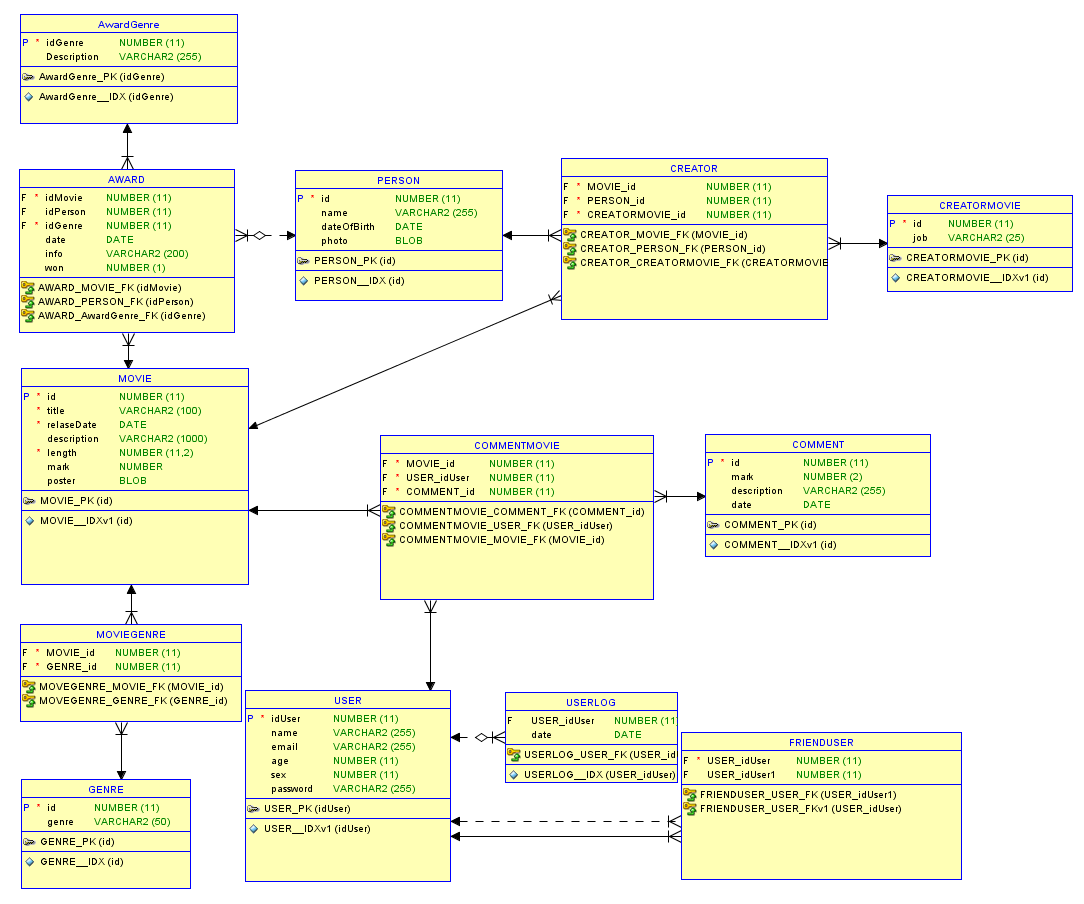 AwardGenre
P * idGenre NUMBER (11)
Description VARCHAR2 (255)
AwardGenre_PK (idGenre)
AwardGenre__IDX (idGenre)
AWARD
F * idMovie NUMBER (11)
F idPerson NUMBER (11)
F * idGenre NUMBER (11)
date DATE
info VARCHAR2 (200)
won NUMBER (1)
AWARD_MOVIE_FK (idMovie)
AWARD_PERSON_FK (idPerson)
AWARD_AwardGenre_FK (idGenre)
PERSON
P * id NUMBER (11)
name VARCHAR2 (255)
dateOfBirth DATE
photo BLOB
PERSON_PK (id)
PERSON__IDX (id)
CREATOR
F * MOVIE_id NUMBER (11)
F * PERSON_id NUMBER (11)
F * CREATORMOVIE_id NUMBER (11)
CREATOR_MOVIE_FK (MOVIE_id)
CREATOR_PERSON_FK (PERSON_id)
CREATOR_CREATORMOVIE_FK (CREATORMOVIE
CREATORMOVIE
P * id NUMBER (11)
job VARCHAR2 (25)
CREATORMOVIE_PK (id)
CREATORMOVIE__IDXv1 (id)
MOVIE
P * id NUMBER (11)
* title VARCHAR2 (100)
* relaseDate DATE
description VARCHAR2 (1000)
* length NUMBER (11,2)
mark NUMBER
poster BLOB
MOVIE_PK (id)
MOVIE__IDXv1 (id)
COMMENTMOVIE
F * MOVIE_id NUMBER (11)
F * USER_idUser NUMBER (11)
F * COMMENT_id NUMBER (11)
COMMENTMOVIE_COMMENT_FK (COMMENT_id)
COMMENTMOVIE_USER_FK (USER_idUser)
COMMENTMOVIE_MOVIE_FK (MOVIE_id)
COMMENT
P * id NUMBER (11)
mark NUMBER (2)
description VARCHAR2 (255)
date DATE
COMMENT_PK (id)
COMMENT__IDXv1 (id)
MOVIEGENRE
F * MOVIE_id NUMBER (11)
F * GENRE_id NUMBER (11)
MOVEGENRE_MOVIE_FK (MOVIE_id)
MOVEGENRE_GENRE_FK (GENRE_id)
GENRE
P * id NUMBER (11)
genre VARCHAR2 (50)
GENRE_PK (id)
GENRE__IDX (id)
USER
P * idUser NUMBER (11)
name VARCHAR2 (255)
email VARCHAR2 (255)
age NUMBER (11)
sex NUMBER (11)
password VARCHAR2 (255)
USER_PK (idUser)
USER__IDXv1 (idUser)
USERLOG
F USER_idUser NUMBER (11
date DATE
USERLOG_USER_FK (USER_id
USERLOG__IDX (USER_idUser)
FRIENDUSER
F * USER_idUser NUMBER (11)
F USER_idUser1 NUMBER (11)
FRIENDUSER_USER_FK (USER_idUser1)
FRIENDUSER_USER_FKv1 (USER_idUser)